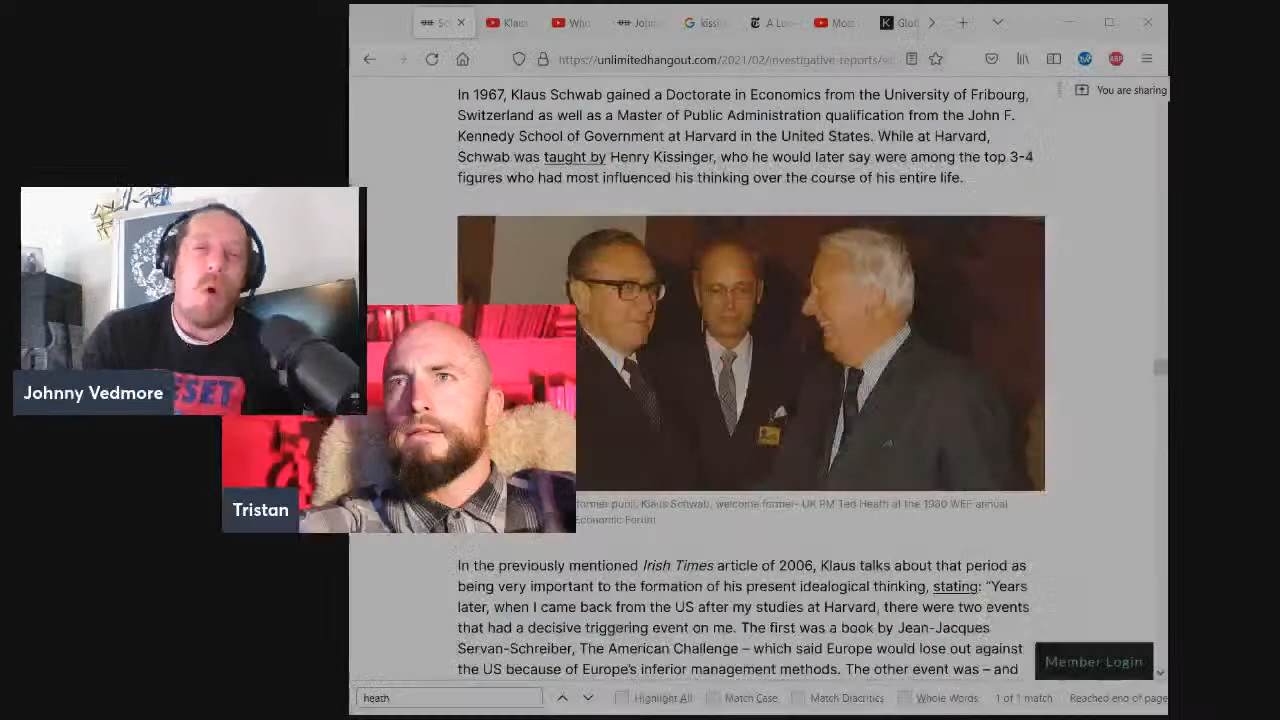 Sc
Klaus
Who
John
kissi
A Loo
Mos
Glob
https://unlimitedhangout.com/2021/02/investigative-reports/sc
You are sharing
In 1967, Klaus Schwab gained a Doctorate in Economics from the University of Fribourg,
Switzerland as well as a Master of Public Administration qualification from the John F.
Kennedy School of Government at Harvard in the United States. While at Harvard,
Schwab was taught by Henry Kissinger, who he would later say were among the top 3-4
figures who had most influenced his thinking over the course of his entire life.
Johnny Vedmore
ESET
Tristan
former pupil, Klaus Schwab, welcome former- UK PM Ted Heath at the 1980 WEF annual
Economic Forum
In the previously mentioned Irish Times article of 2006, Klaus talks about that period as
being very important to the formation of his present idealogical thinking, stating: “Years
later, when I came back from the US after my studies at Harvard, there were two events
that had a decisive triggering event on me. The first was a book by Jean-Jacques
Servan-Schreiber, The American Challenge – which said Europe would lose out against
the US because of Europe’s inferior management methods. The other event was – and
Member Login
heath
Highlight All
Match Case
Match Diacritics
Whole Words
1 of 1 match
Reached end of page